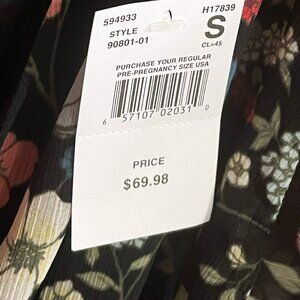 594933
STYLE
90801-01
H17839
S
CL=45
PURCHASE YOUR REGULAR
PRE-PREGNANCY SIZE USA
6 57107 02031 0
PRICE
$69.98